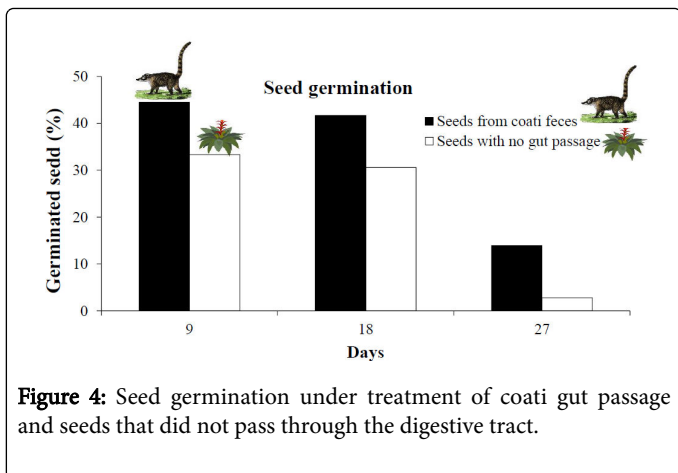 Seed germination
Seeds from coati feces
Seeds with no gut passage
Germinated sedd (%)
50
40
30
20
10
0
9 18 27
Days
Figure 4: Seed germination under treatment of coati gut passage
and seeds that did not pass through the digestive tract.